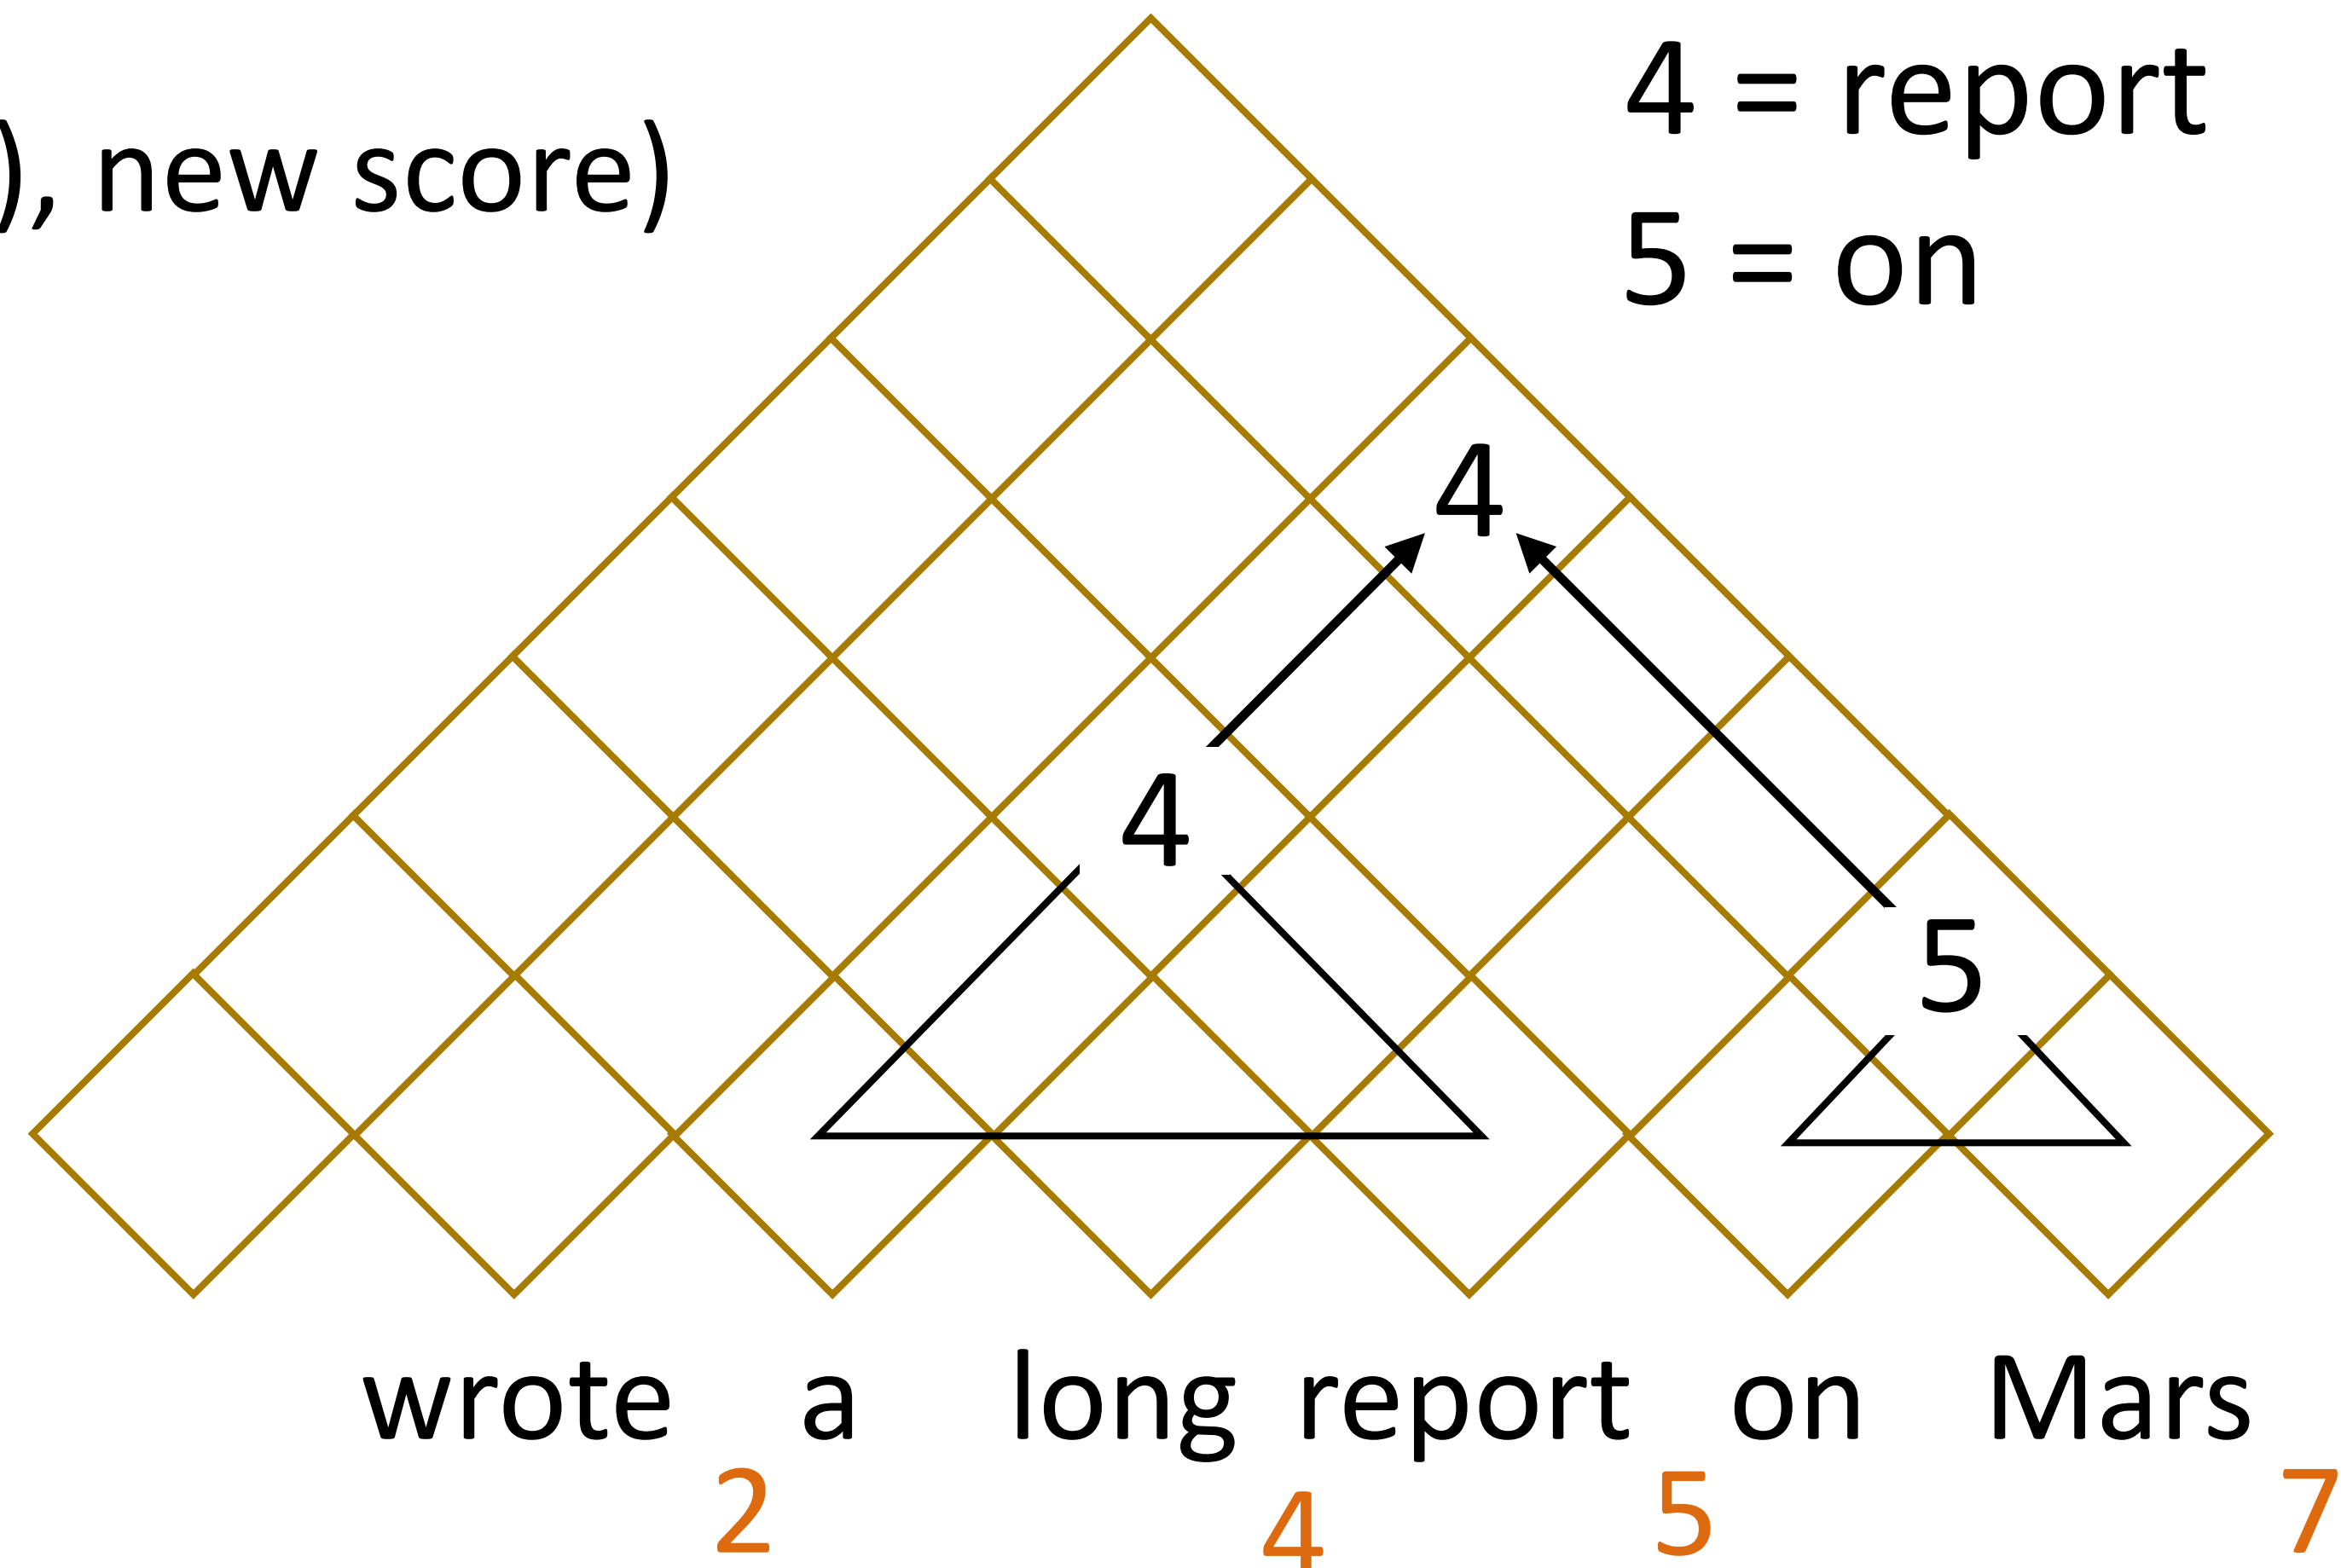 ), new score)
4 = report
5 = on
4
4
5
wrote a long report on Mars
2 4 5 7